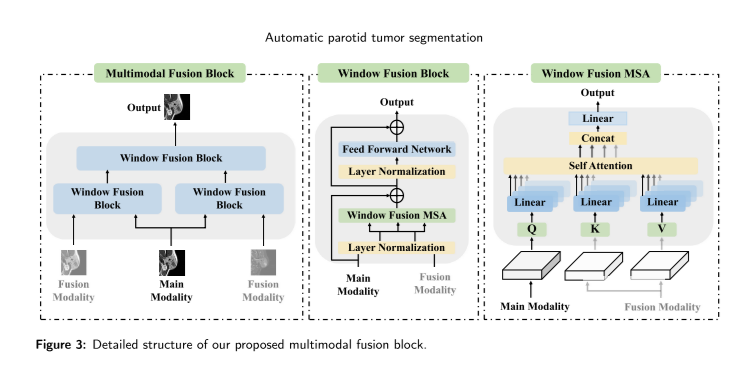 Automatic parotid tumor segmentation
Multimodal Fusion Block
Output
Window Fusion Block
Window Fusion
Block
Window Fusion
Block
Fusion
Modality
Main
Modality
Fusion
Modality
Window Fusion Block
Output
Feed Forward Network
Layer Normalization
Window Fusion MSA
Layer Normalization
Main
Modality
Fusion
Modality
Window Fusion MSA
Output
Linear
Concat
Self Attention
Linear
Linear
Linear
Q
K
V
Main Modality
Fusion Modality
Figure 3: Detailed structure of our proposed multimodal fusion block.